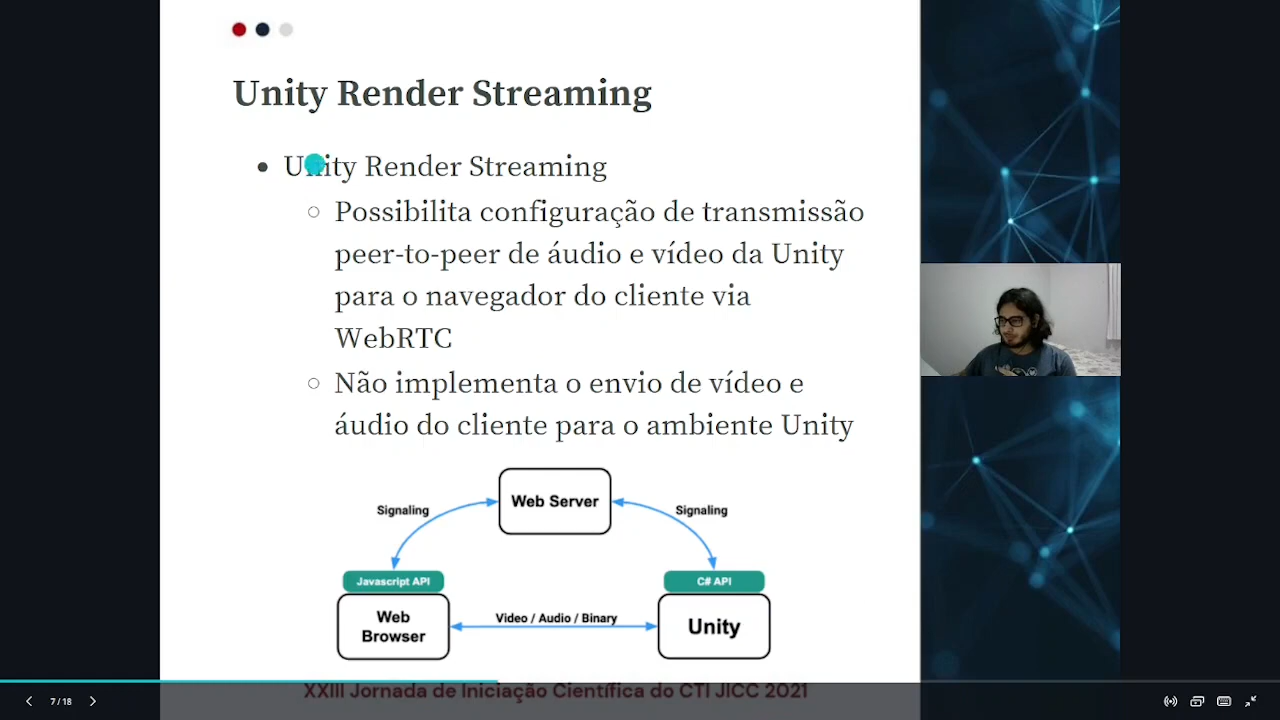 Unity Render Streaming
Unity Render Streaming
Possibilita configuração de transmissão
peer-to-peer de áudio e vídeo da Unity
para o navegador do cliente via
WebRTC
Não implementa o envio de vídeo e
áudio do cliente para o ambiente Unity
Web Server
Signaling
Signaling
Javascript API
C# API
Web
Browser
Video / Audio / Binary
Unity
XXIII Jornada de Iniciação Científica do CTI JICC 2021
7 / 18